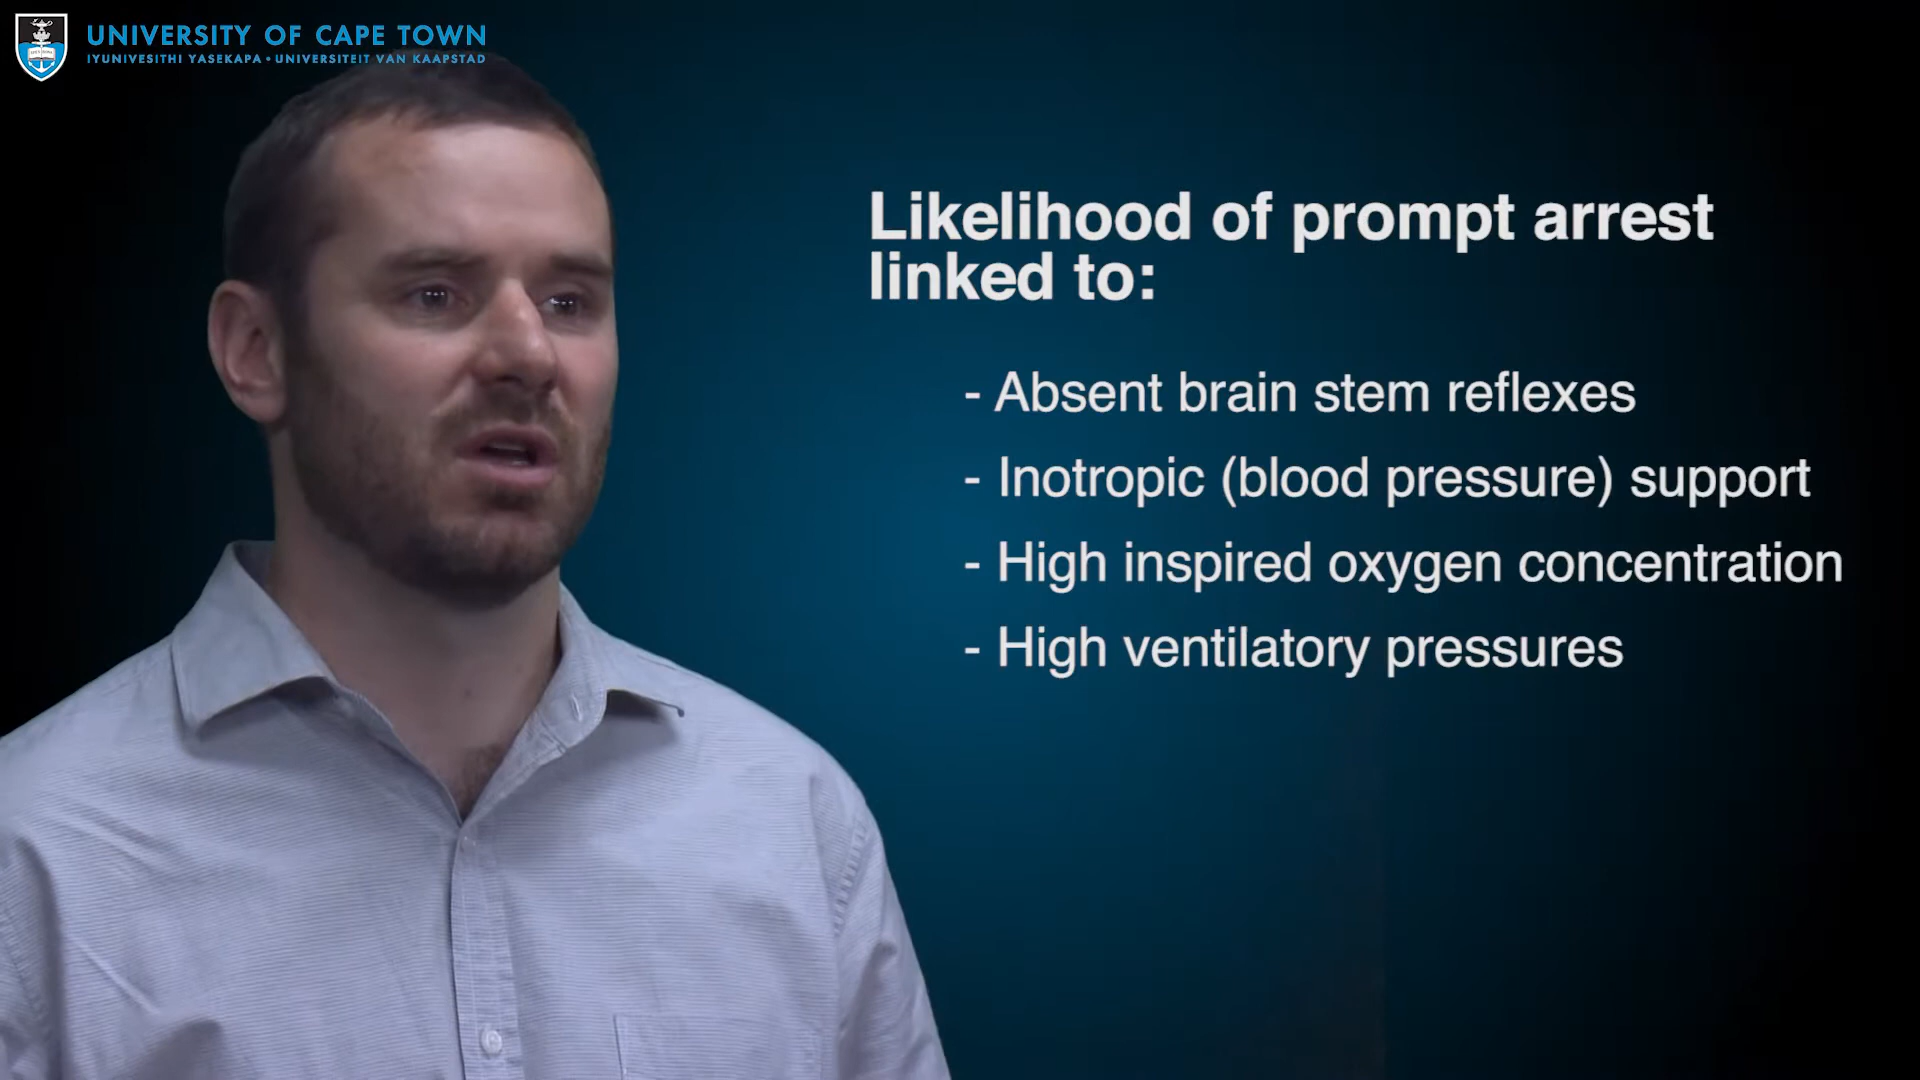 UNIVERSITY OF CAPE TOWN
IYUNIVESITHI YASEKAPA • UNIVERSITEIT VAN KAAPSTAD
Likelihood of prompt arrest
linked to:
- Absent brain stem reflexes
- Inotropic (blood pressure) support
- High inspired oxygen concentration
- High ventilatory pressures